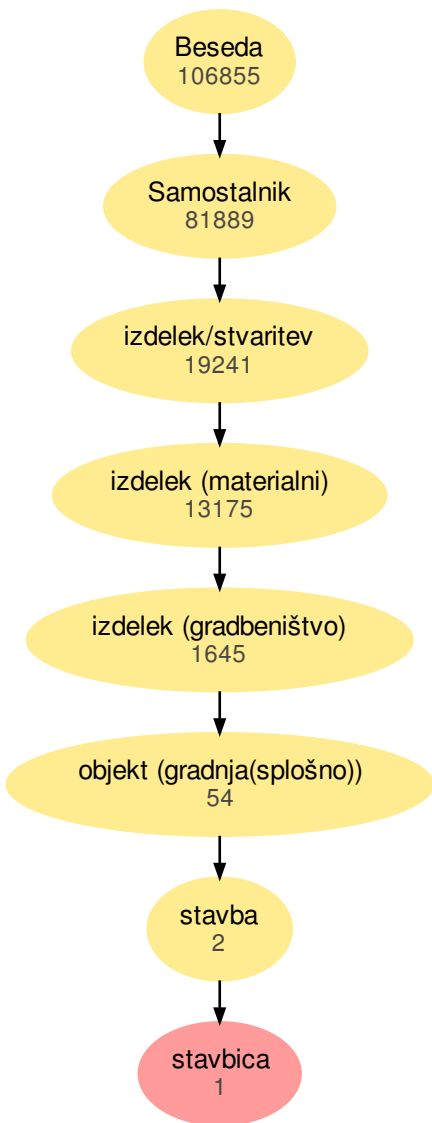 Beseda
106855
Samostalnik
81889
izdelek/stvaritev
19241
izdelek (materialni)
13175
izdelek (gradbeništvo)
1645
objekt (gradnja(splošno))
54
stavba
2
stavbica
1